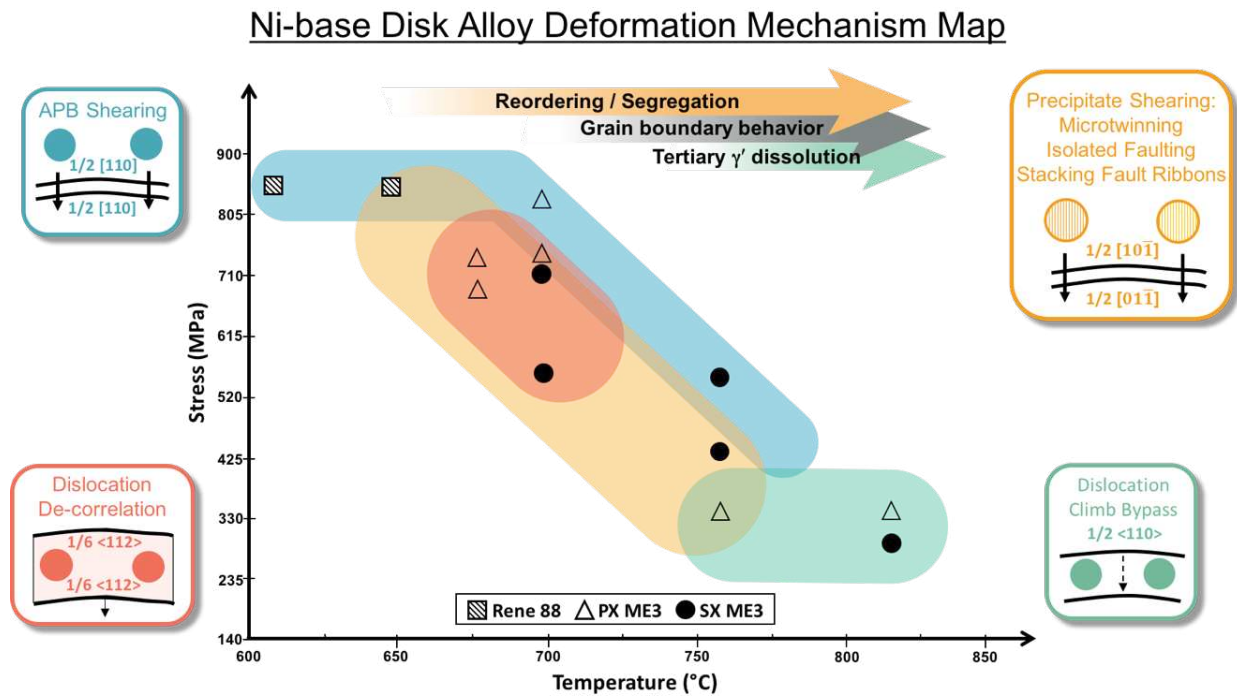 Ni-base Disk Alloy Deformation Mechanism Map
APB Shearing
1/2 [110]
1/2 [110]
Reordering / Segregation
Grain boundary behavior
Tertiary γ′ dissolution
Precipitate Shearing:
Microtwinning
Isolated Faulting
Stacking Fault Ribbons
1/2 [101̅]
1/2 [011̅]
Dislocation
De-correlation
1/6 <112>
1/6 <112>
Dislocation
Climb Bypass
1/2 <110>
Stress (MPa)
900
805
710
615
520
425
330
235
140
Rene 88 PX ME3 SX ME3
600 650 700 750 800 850
Temperature (°C)